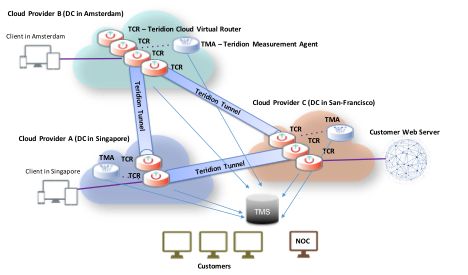 Cloud Provider B (DC in Amsterdam)
TCR – Teridion Cloud Virtual Router
Client in Amsterdam
TCR
TMA – Teridion Measurement Agent
TCR
TCR
Teridion Tunnel
Teridion Tunnel
Cloud Provider C (DC in San-Francisco)
TMA
TCR
Customer Web Server
Cloud Provider A (DC in Singapore)
TCR
TMA
TCR
TCR
Teridion Tunnel
Client in Singapore
.TCR
TMS
NOC
Customers